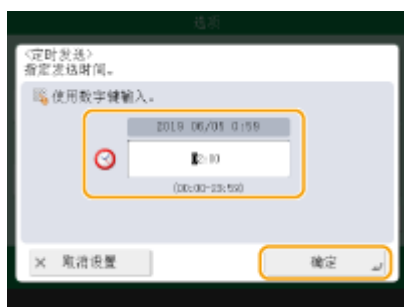 选项
<定时发送>
指定发送时间。
使用数字键输入。
2019 06/05 0:59
(00:00-23:59)
× 取消设置
确定